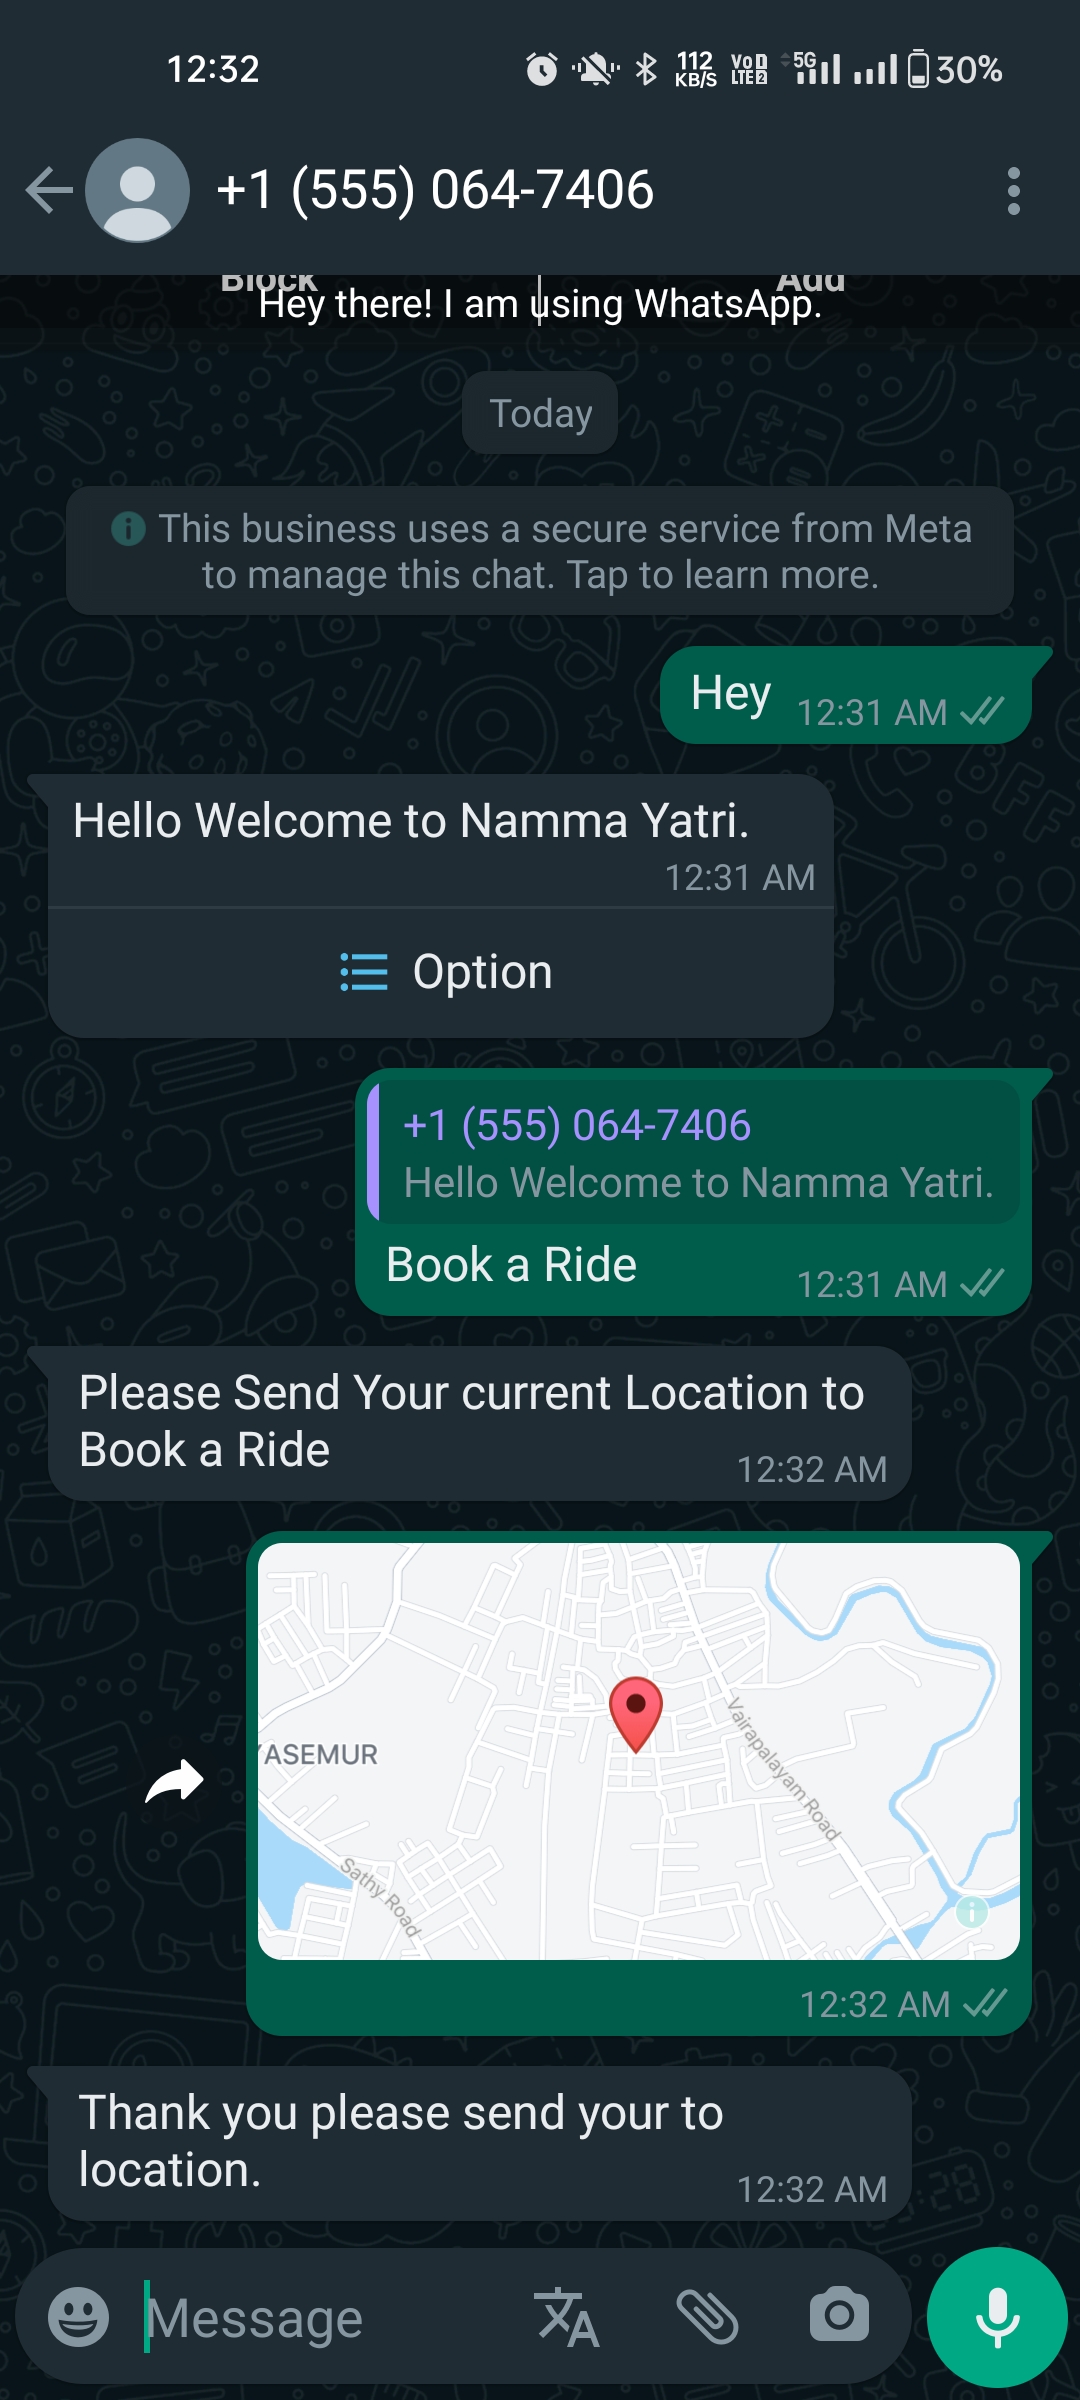 12:32
112
KB/S
VoD
LTE2
5G
30%
+1 (555) 064-7406
Block
Add
Hey there! I am using WhatsApp.
Today
This business uses a secure service from Meta
to manage this chat. Tap to learn more.
Hey
12:31 AM
Hello Welcome to Namma Yatri.
12:31 AM
Option
+1 (555) 064-7406
Hello Welcome to Namma Yatri.
Book a Ride
12:31 AM
Please Send Your current Location to
Book a Ride
12:32 AM
YASEMUR
Vairapalayam Road
Sathy Road
12:32 AM
Thank you please send your to
location.
12:32 AM
Message